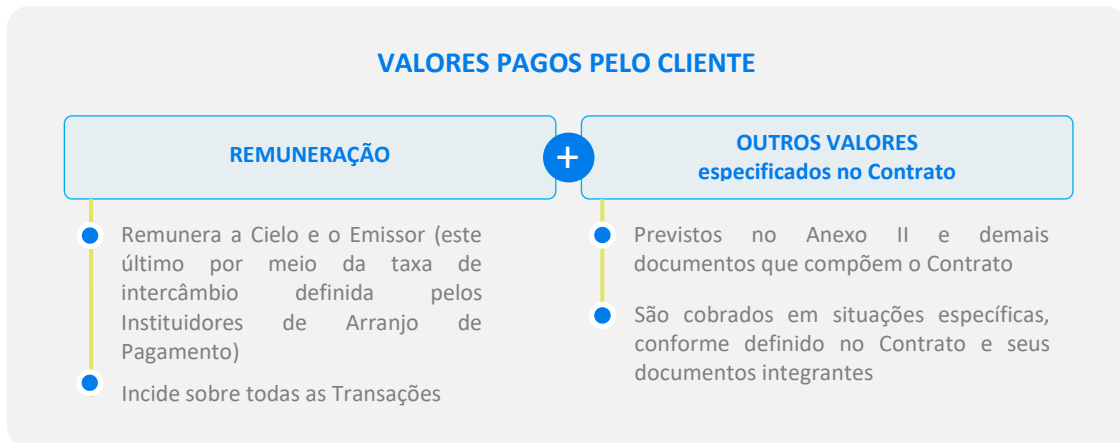 VALORES PAGOS PELO CLIENTE
REMUNERAÇÃO
+
OUTROS VALORES
especificados no Contrato
Remunera a Cielo e o Emissor (este
último por meio da taxa de
intercâmbio definida pelos
Instituidores de Arranjo de
Pagamento)
Incide sobre todas as Transações
Previstos no Anexo II e demais
documentos que compõem o Contrato
São cobrados em situações específicas,
conforme definido no Contrato e seus
documentos integrantes